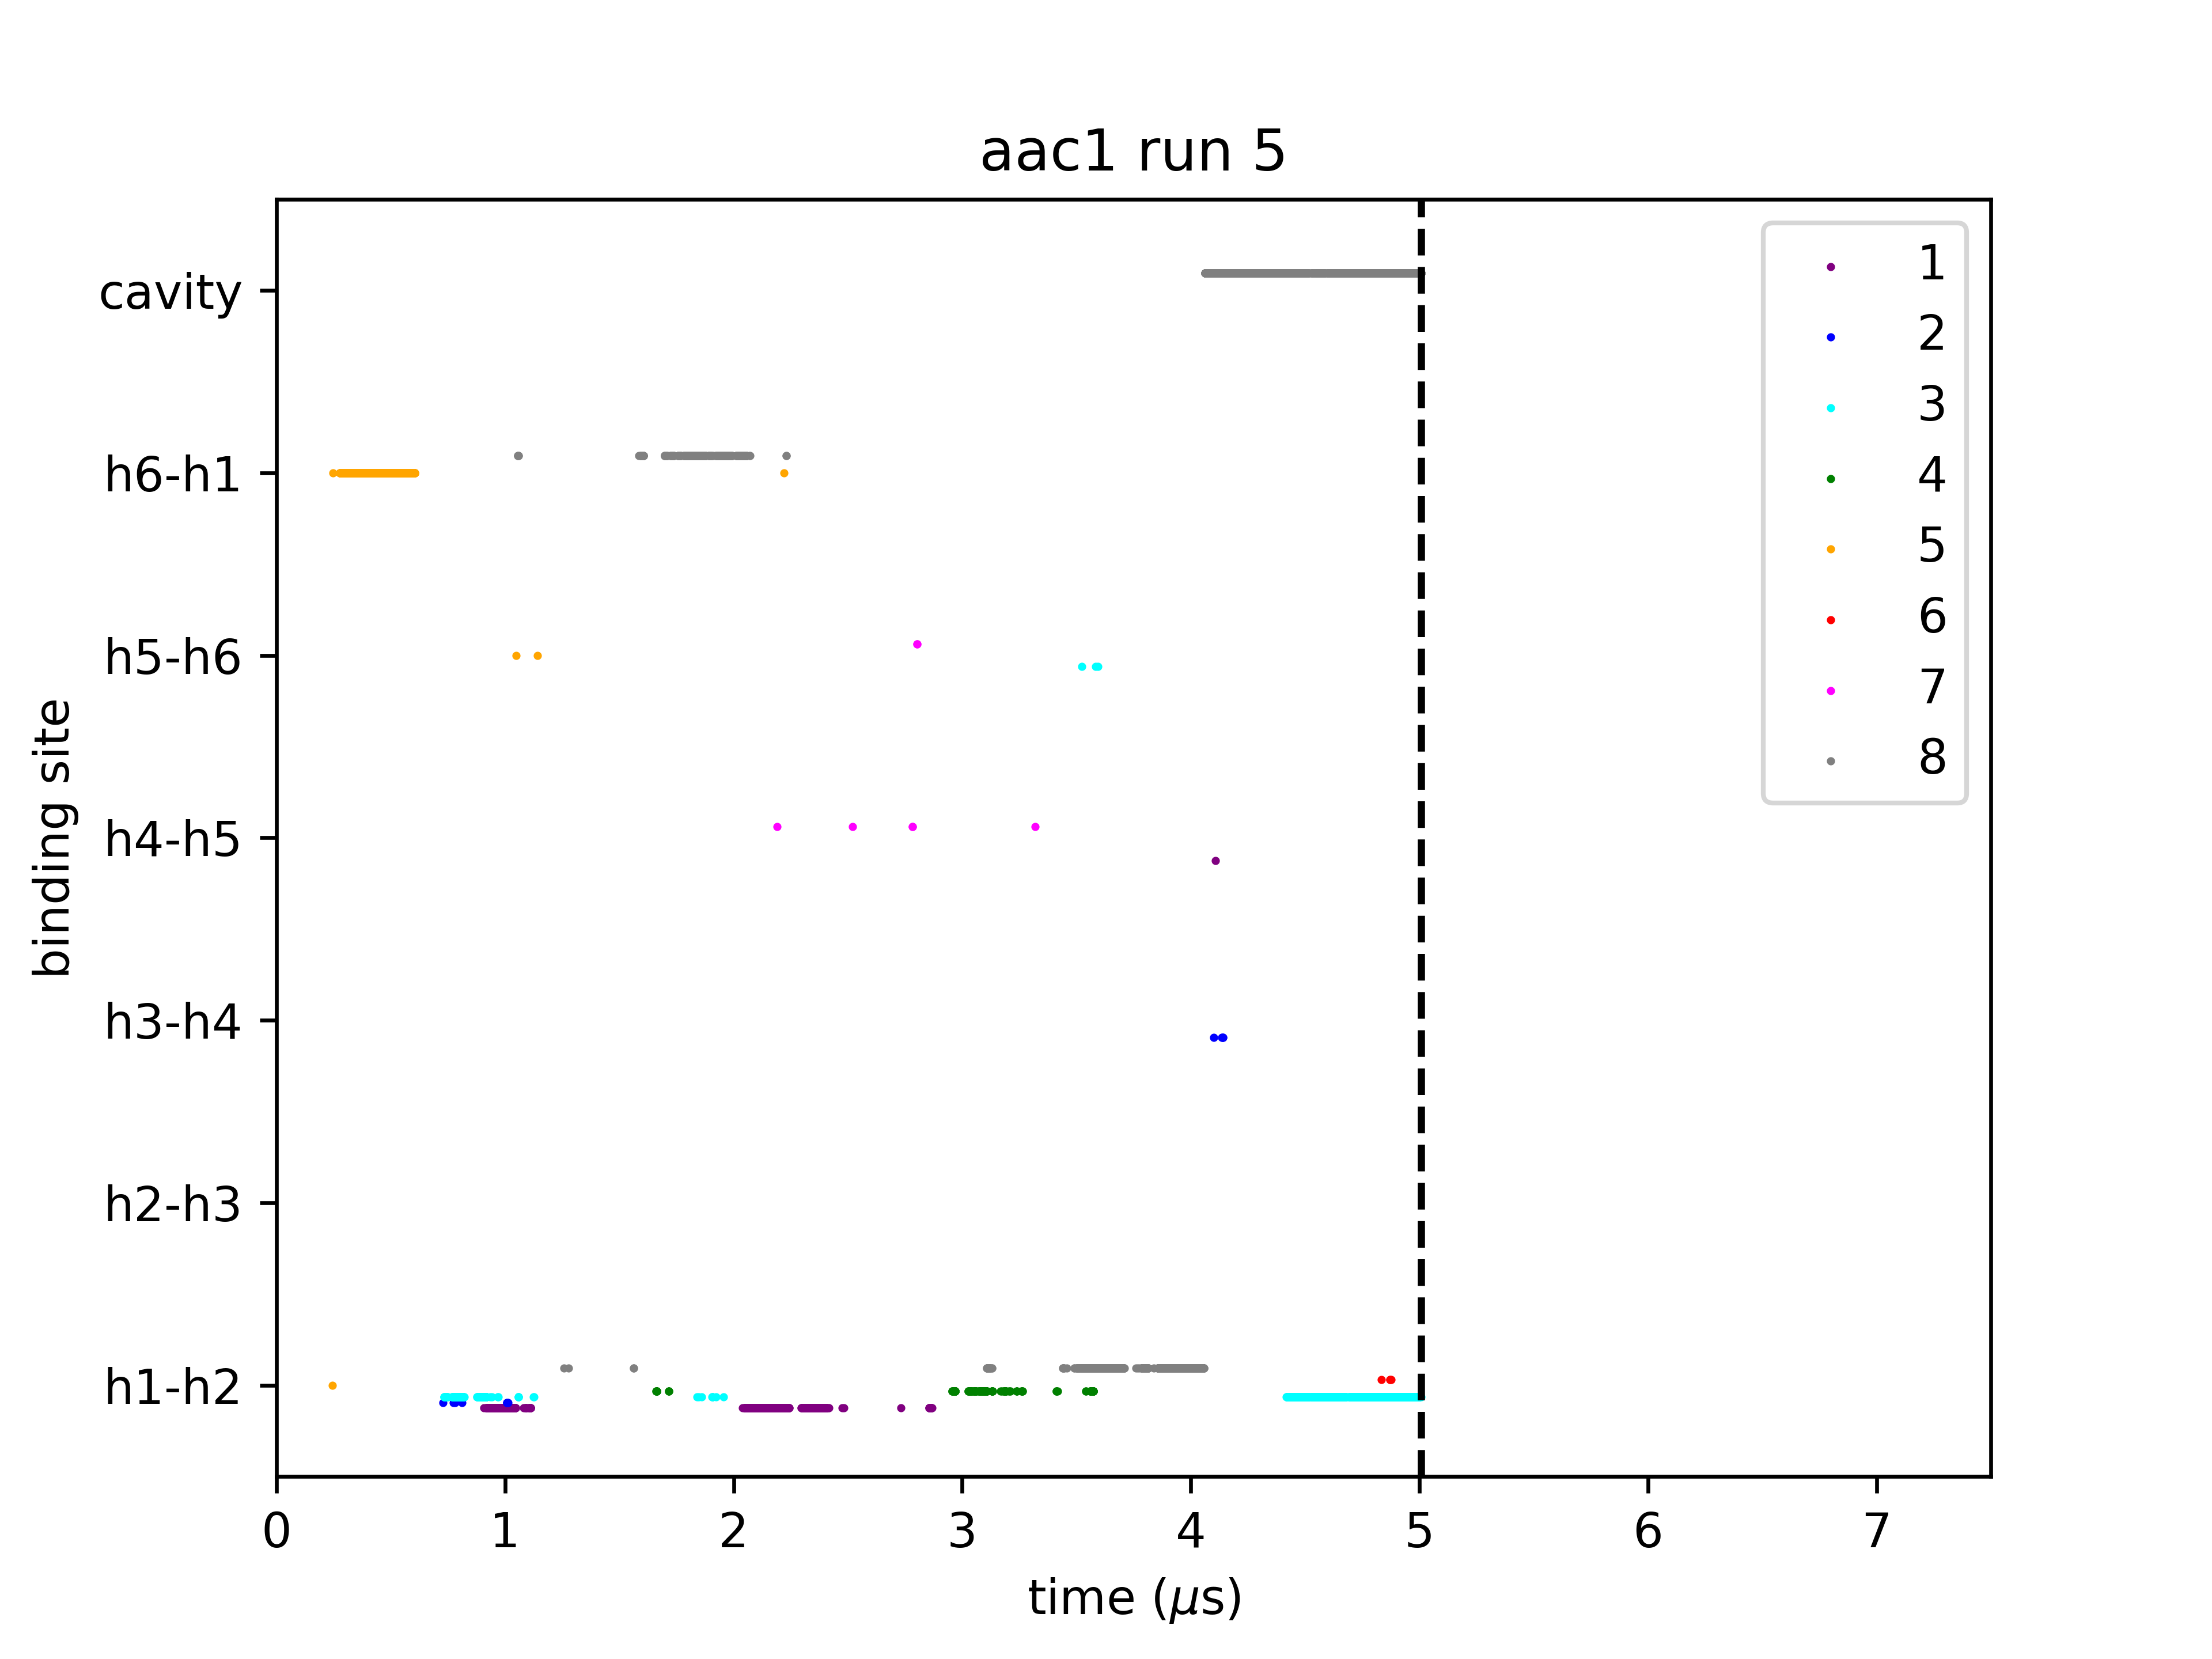 aac1 run 5
binding site
cavity
h6-h1
h5-h6
h4-h5
h3-h4
h2-h3
h1-h2
1
2
3
4
5
6
7
8
0 1 2 3 4 5 6 7
time (μs)